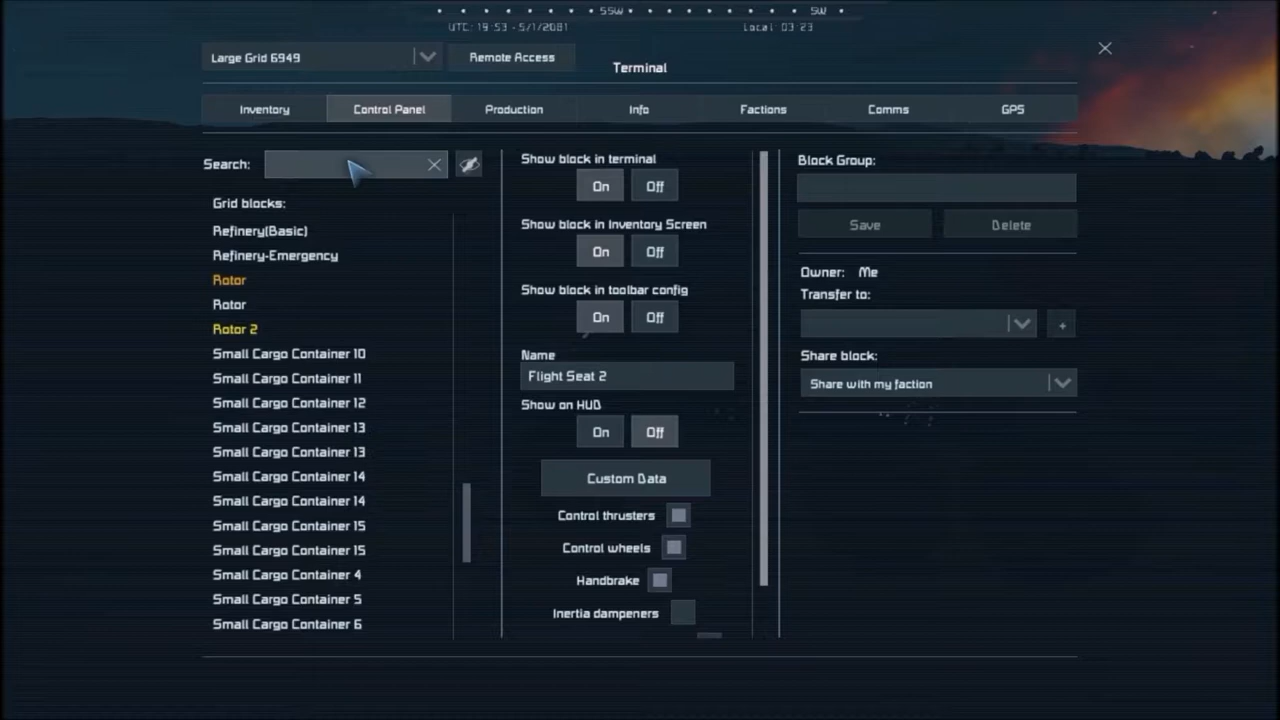 SSW SW
UTC: 19:53 - 5/1/2081 Local: 03:23
Large Grid 6949 Remote Access
Terminal
Inventory Control Panel Production Info Factions Comms GPS
Search:
Grid blocks:
Refinery(Basic)
Refinery-Emergency
Rotor
Rotor
Rotor 2
Small Cargo Container 10
Small Cargo Container 11
Small Cargo Container 12
Small Cargo Container 13
Small Cargo Container 13
Small Cargo Container 14
Small Cargo Container 14
Small Cargo Container 15
Small Cargo Container 15
Small Cargo Container 4
Small Cargo Container 5
Small Cargo Container 6
Show block in terminal
On Off
Show block in Inventory Screen
On Off
Show block in toolbar config
On Off
Name
Flight Seat 2
Show on HUD
On Off
Custom Data
Control thrusters
Control wheels
Handbrake
Inertia dampeners
Block Group:
Save Delete
Owner: Me
Transfer to:
+
Share block:
Share with my faction